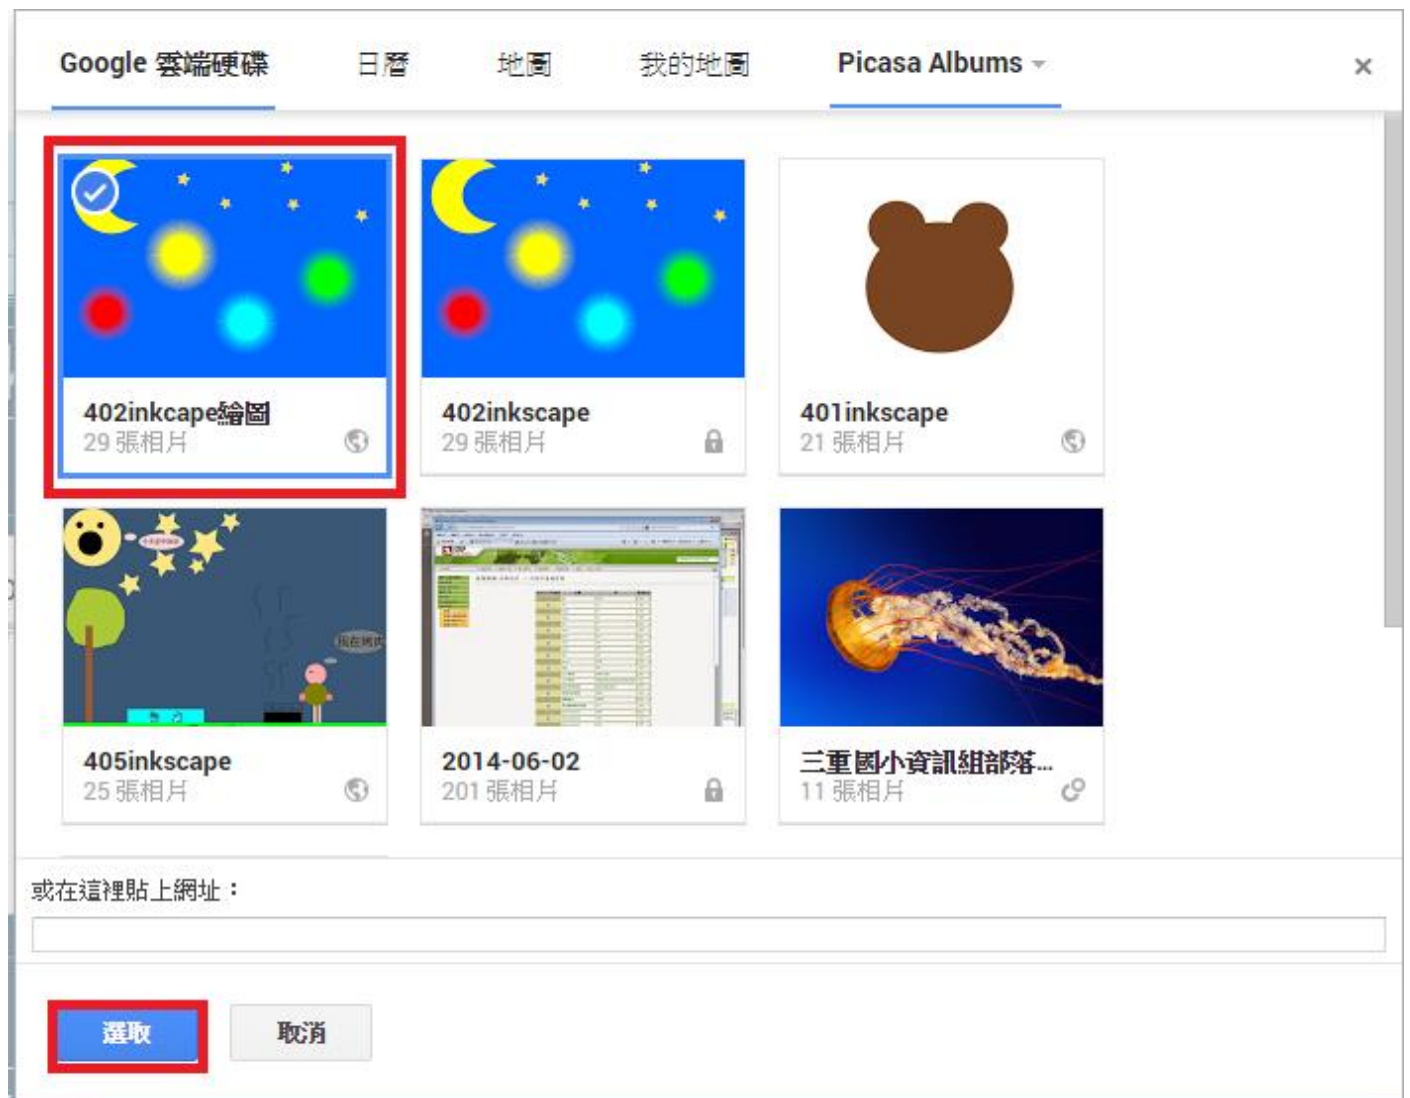 Google 雲端硬碟 日曆 地圖 我的地圖 Picasa Albums
402inkcape繪圖
29 張相片
402inkscape
29 張相片
401inkscape
21 張相片
405inkscape
25 張相片
2014-06-02
201 張相片
三重國小資訊組部落...
11 張相片
或在這裡貼上網址：
選取 取消